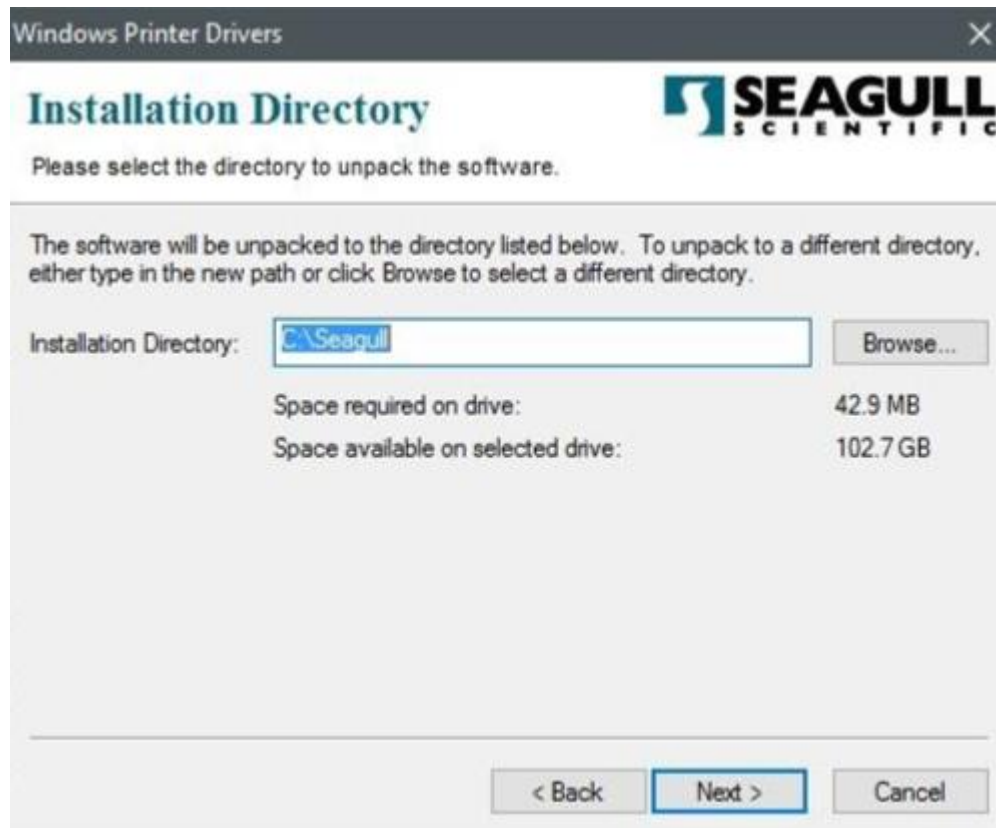 Windows Printer Drivers
Installation Directory
SEAGULL
SCIENTIFIC
Please select the directory to unpack the software.
The software will be unpacked to the directory listed below. To unpack to a different directory,
either type in the new path or click Browse to select a different directory.
Installation Directory: C:\Seagull Browse...
Space required on drive: 42.9 MB
Space available on selected drive: 102.7 GB
< Back Next > Cancel